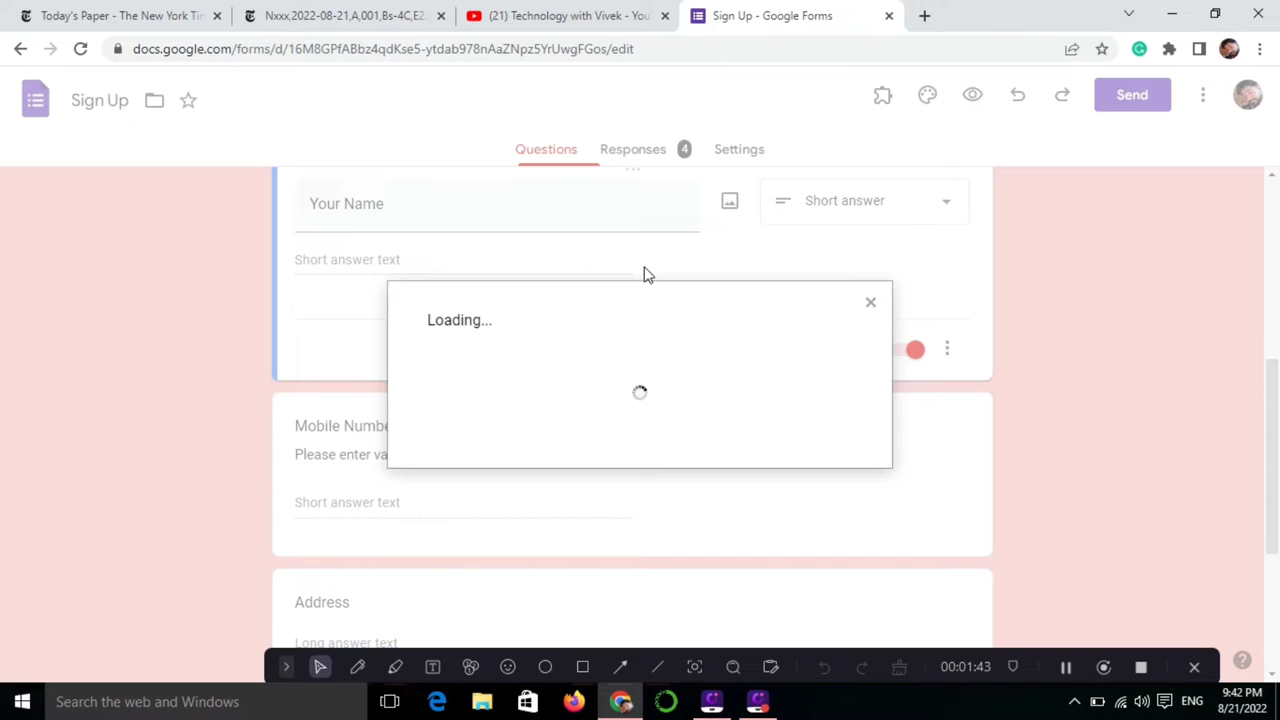 Today's Paper - The New York Tim
Nxxx,2022-08-21,A,001,Bs-4C,E2
(21) Technology with Vivek - You
Sign Up - Google Forms
docs.google.com/forms/d/16M8GPfABbz4qdKse5-ytdab978nAaZNpz5YrUwgFGos/edit
Sign Up
Send
Questions
Responses 4
Settings
Your Name
Short answer
Short answer text
Loading...
Mobile Numbe
Please enter va
Short answer text
Address
Long answer text
00:01:43
Search the web and Windows
ENG
9:42 PM
8/21/2022